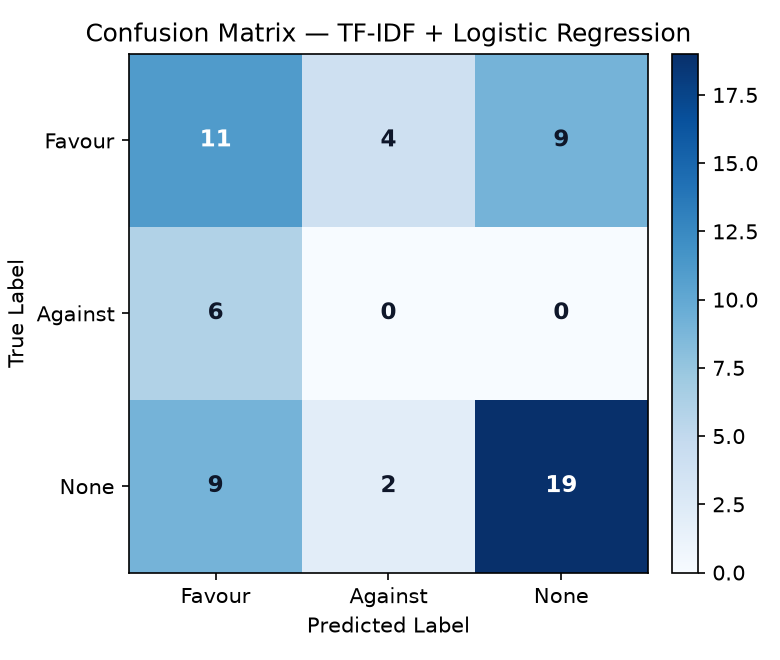 Confusion Matrix — TF-IDF + Logistic Regression
True Label
Favour
Against
None
11 4 9
6 0 0
9 2 19
Favour Against None
Predicted Label
17.5
15.0
12.5
10.0
7.5
5.0
2.5
0.0